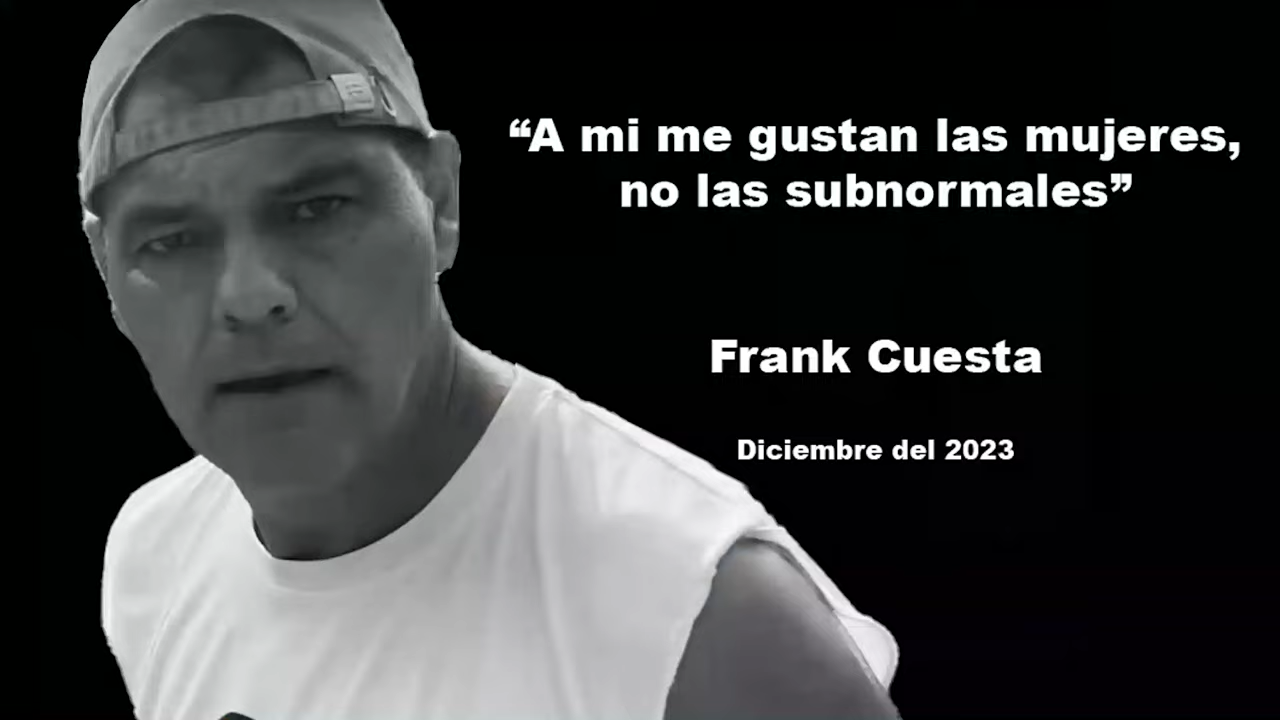 “A mi me gustan las mujeres,
no las subnormales”
Frank Cuesta
Diciembre del 2023